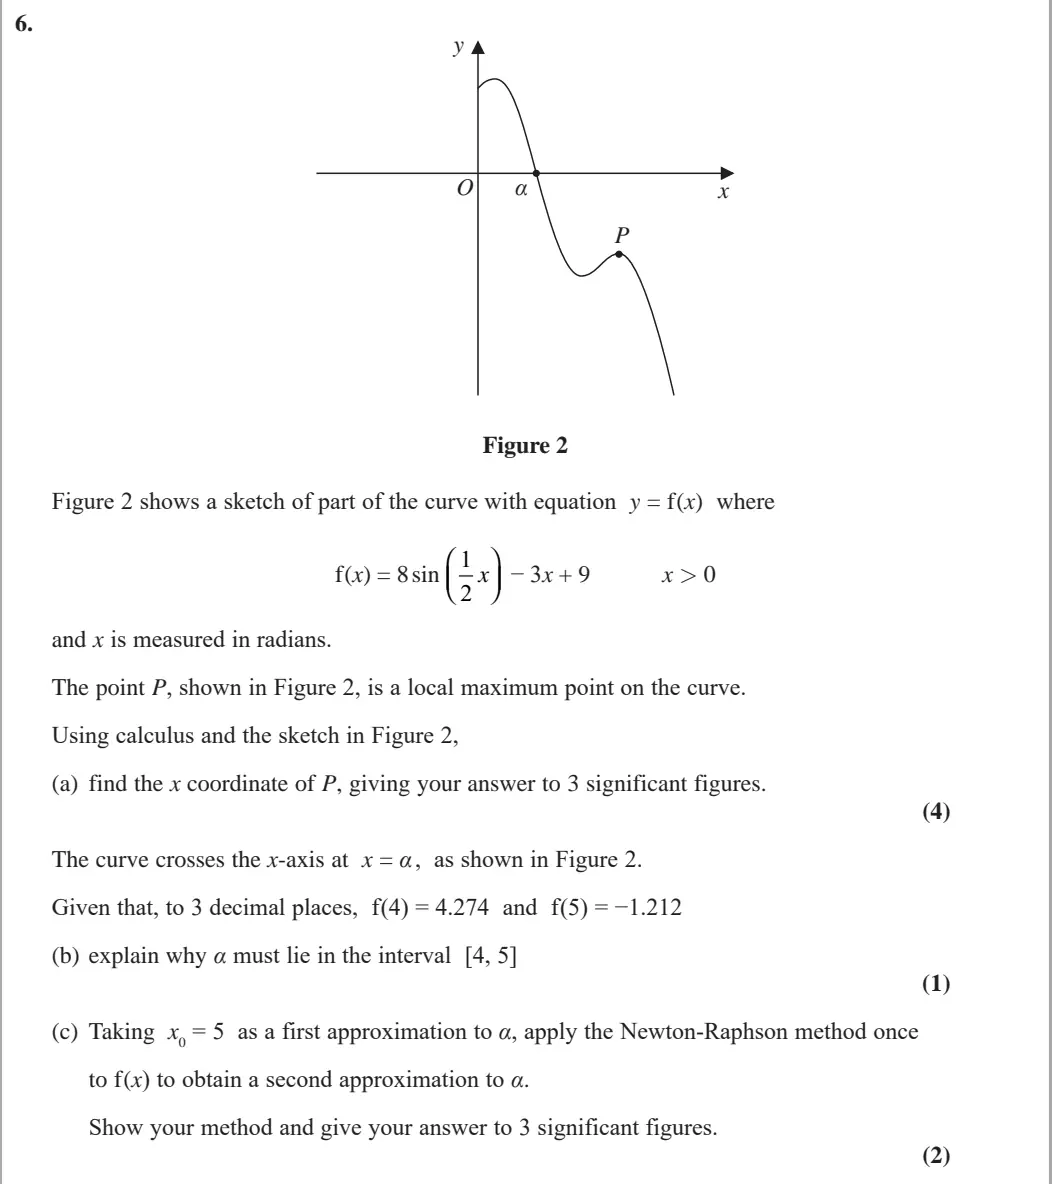 6.
y
O
α
x
P
Figure 2
Figure 2 shows a sketch of part of the curve with equation y = f(x) where
f(x) = 8 sin(1/2 x) − 3x + 9 x > 0
and x is measured in radians.
The point P, shown in Figure 2, is a local maximum point on the curve.
Using calculus and the sketch in Figure 2,
(a) find the x coordinate of P, giving your answer to 3 significant figures.
(4)
The curve crosses the x-axis at x = α, as shown in Figure 2.
Given that, to 3 decimal places, f(4) = 4.274 and f(5) = −1.212
(b) explain why α must lie in the interval [4, 5]
(1)
(c) Taking x₀ = 5 as a first approximation to α, apply the Newton-Raphson method once
to f(x) to obtain a second approximation to α.
Show your method and give your answer to 3 significant figures.
(2)